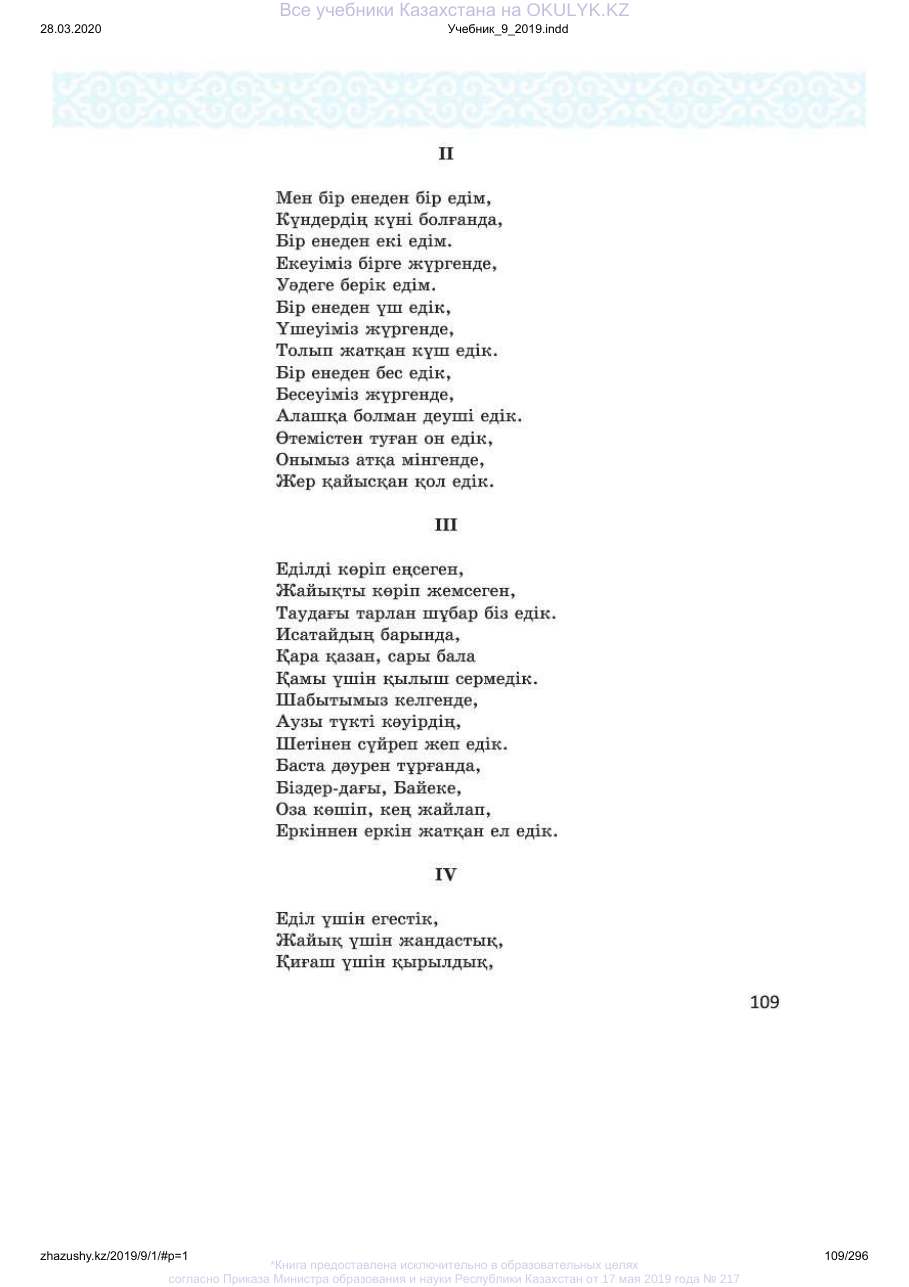 Все учебники Казахстана на OKULYK.KZ
28.03.2020 Учебник_9_2019.indd
II
Мен бір енеден бір едім,
Күндердің күні болғанда,
Бір енеден екі едім.
Екеуіміз бірге жүргенде,
Уәдеге берік едім.
Бір енеден үш едік,
Үшеуіміз жүргенде,
Толып жатқан күш едік.
Бір енеден бес едік,
Бесеуіміз жүргенде,
Алашқа болман деуші едік.
Өтемістен туған он едік,
Онымыз атқа мінгенде,
Жер қайысқан қол едік.
III
Еділді көріп еңсеген,
Жайықты көріп жемсеген,
Таудағы тарлан шұбар біз едік.
Исатайдың барында,
Қара қазан, сары бала
Қамы үшін қылыш сермедік.
Шабытымыз келгенде,
Аузы түкті кәуірдің,
Шетінен сүйреп жеп едік.
Баста дәурен тұрғанда,
Біздер-дағы, Байеке,
Оза көшіп, кең жайлап,
Еркіннен еркін жатқан ел едік.
IV
Еділ үшін егестік,
Жайық үшін жандастық,
Қиғаш үшін қырылдық,
109
zhazushy.kz/2019/9/1/#p=1 109/296
*Книга предоставлена исключительно в образовательных целях
согласно Приказа Министра образования и науки Республики Казахстан от 17 мая 2019 года № 217